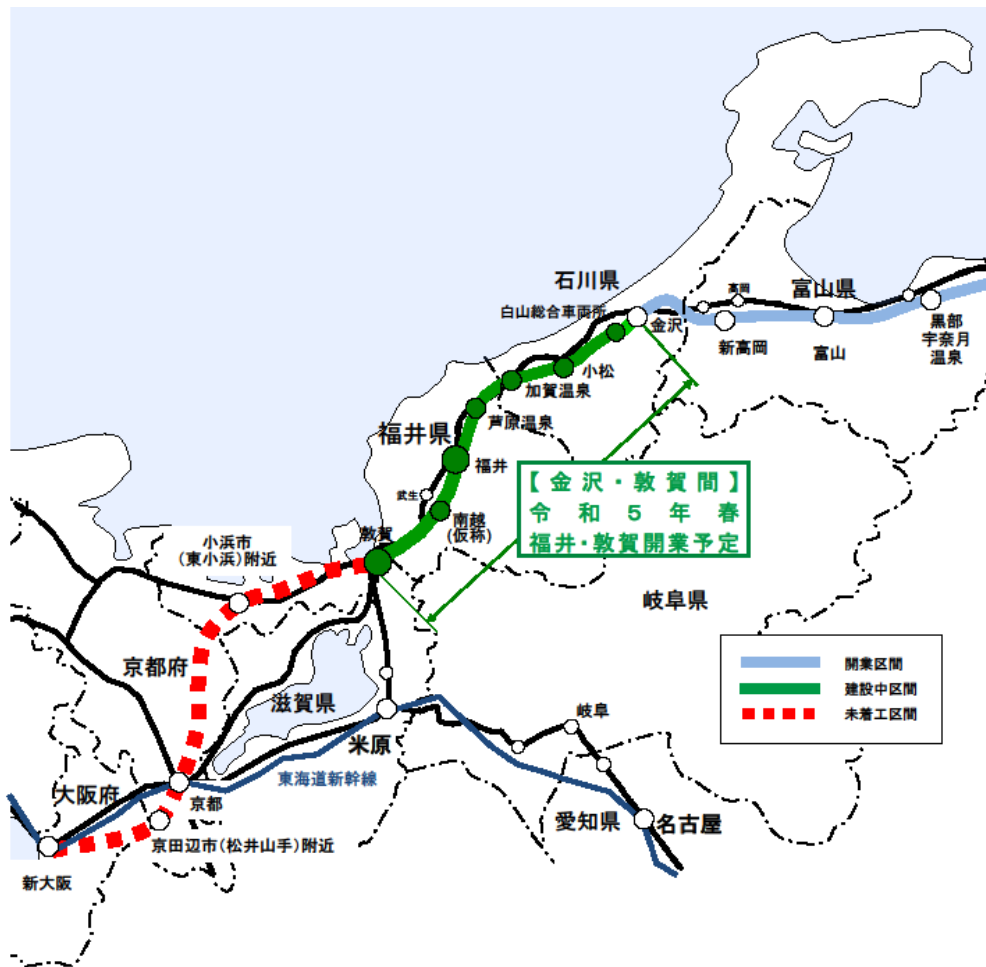 石川県
白山総合車両所
金沢
高岡
富山県
新高岡
富山
黒部
宇奈月
温泉
小松
加賀温泉
芦原温泉
福井県
福井
武生
南越
(仮称)
敦賀
【金沢・敦賀間】
令和5年春
福井・敦賀開業予定
小浜市
(東小浜)附近
岐阜県
京都府
滋賀県
開業区間
建設中区間
未着工区間
米原
岐阜
東海道新幹線
大阪府
京都
愛知県
名古屋
京田辺市(松井山手)附近
新大阪